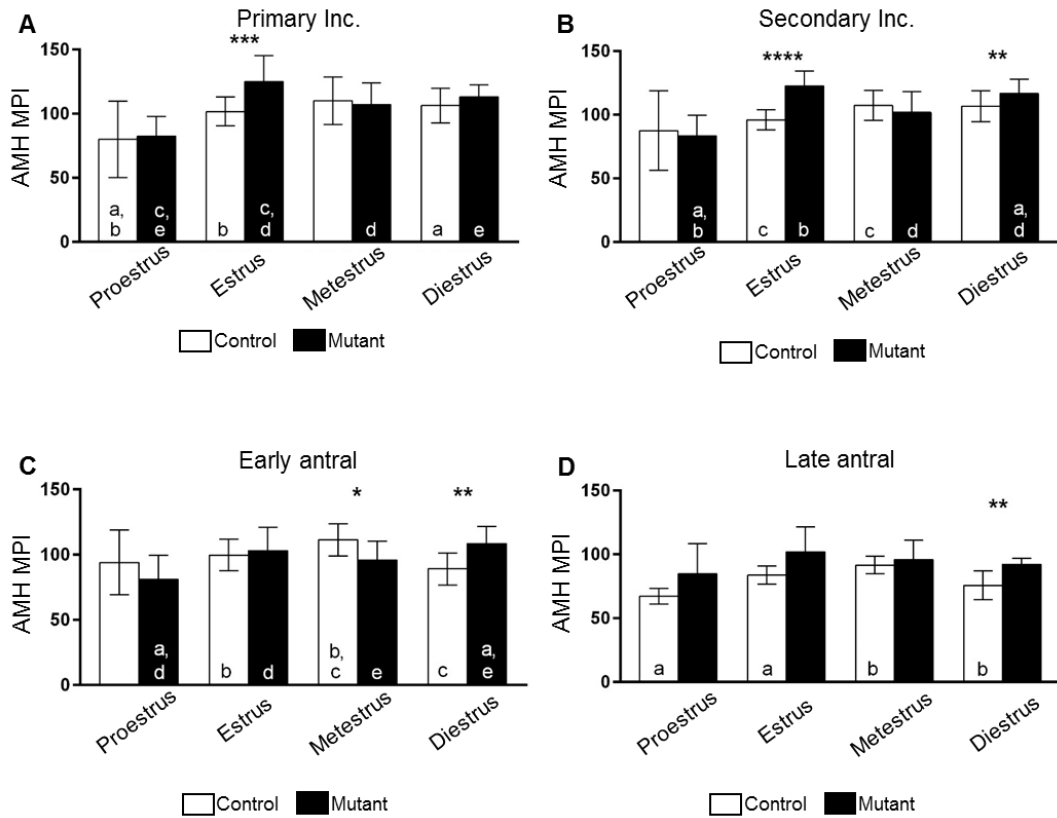 A
Primary Inc.
***
150
100
50
0
AMH MPI
a,
b
c,
e
b
c,
d
d
a
e
Proestrus
Estrus
Metestrus
Diestrus
Control
Mutant
B
Secondary Inc.
****
**
150
100
50
0
AMH MPI
a,
b
c
b
c
d
a,
d
Proestrus
Estrus
Metestrus
Diestrus
Control
Mutant
C
Early antral
*
**
150
100
50
0
AMH MPI
a,
d
b
d
b,
c
e
c
a,
e
Proestrus
Estrus
Metestrus
Diestrus
Control
Mutant
D
Late antral
**
150
100
50
0
AMH MPI
a
a
b
b
Proestrus
Estrus
Metestrus
Diestrus
Control
Mutant